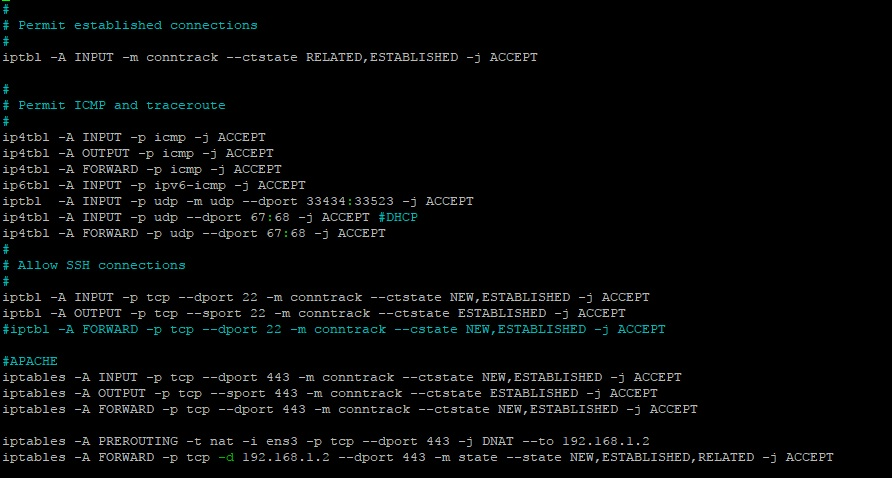 #
# Permit established connections
#
iptbl -A INPUT -m conntrack --ctstate RELATED,ESTABLISHED -j ACCEPT
#
# Permit ICMP and traceroute
#
ip4tbl -A INPUT -p icmp -j ACCEPT
ip4tbl -A OUTPUT -p icmp -j ACCEPT
ip4tbl -A FORWARD -p icmp -j ACCEPT
ip6tbl -A INPUT -p ipv6-icmp -j ACCEPT
iptbl  -A INPUT -p udp -m udp --dport 33434:33523 -j ACCEPT
ip4tbl -A INPUT -p udp --dport 67:68 -j ACCEPT #DHCP
ip4tbl -A FORWARD -p udp --dport 67:68 -j ACCEPT
#
# Allow SSH connections
#
iptbl -A INPUT -p tcp --dport 22 -m conntrack --ctstate NEW,ESTABLISHED -j ACCEPT
iptbl -A OUTPUT -p tcp --sport 22 -m conntrack --ctstate ESTABLISHED -j ACCEPT
#iptbl -A FORWARD -p tcp --dport 22 -m conntrack --cstate NEW,ESTABLISHED -j ACCEPT
#APACHE
iptables -A INPUT -p tcp --dport 443 -m conntrack --ctstate NEW,ESTABLISHED -j ACCEPT
iptables -A OUTPUT -p tcp --sport 443 -m conntrack --ctstate ESTABLISHED -j ACCEPT
iptables -A FORWARD -p tcp --dport 443 -m conntrack --ctstate NEW,ESTABLISHED -j ACCEPT
iptables -A PREROUTING -t nat -i ens3 -p tcp --dport 443 -j DNAT --to 192.168.1.2
iptables -A FORWARD -p tcp -d 192.168.1.2 --dport 443 -m state --state NEW,ESTABLISHED,RELATED -j ACCEPT